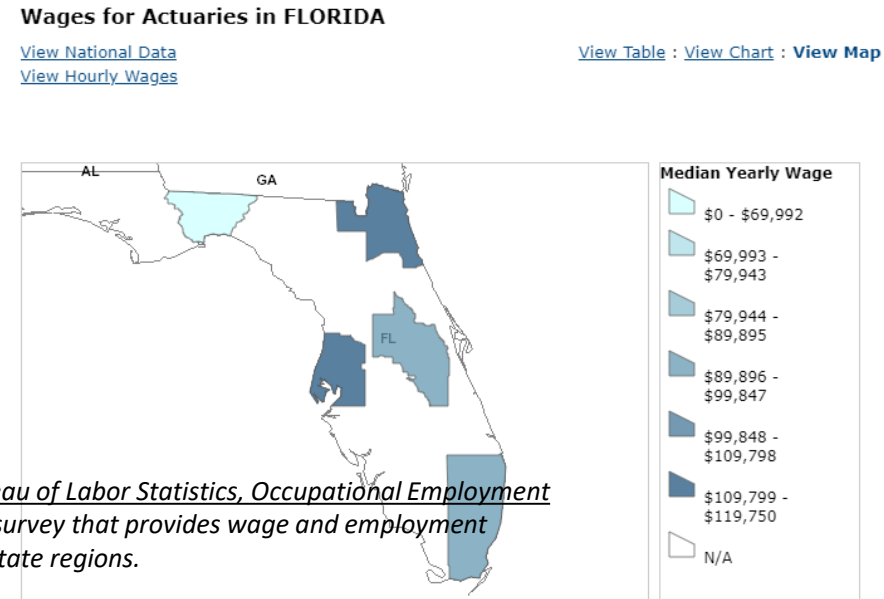 Wages for Actuaries in FLORIDA
View National Data
View Table : View Chart : View Map
View Hourly Wages
AL
GA
FL
Median Yearly Wage
$0 - $69,992
$69,993 -
$79,943
$79,944 -
$89,895
$89,896 -
$99,847
$99,848 -
$109,798
$109,799 -
$119,750
N/A
eau of Labor Statistics, Occupational Employment
survey that provides wage and employment
tate regions.